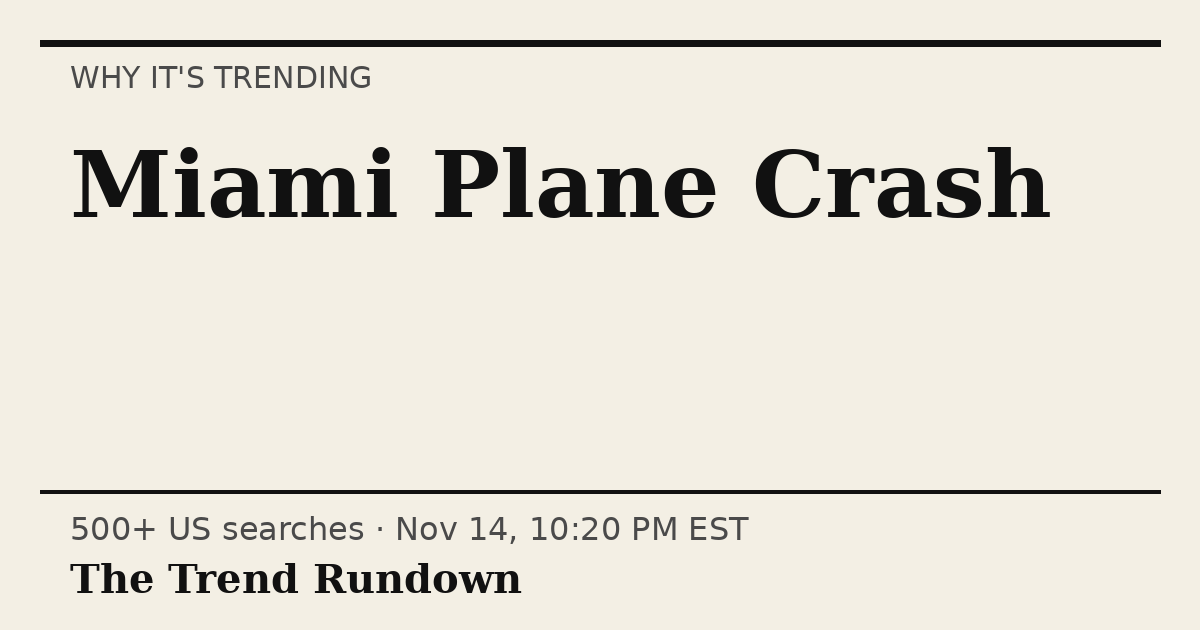 WHY IT'S TRENDING
Miami Plane Crash
500+ US searches · Nov 14, 10:20 PM EST
The Trend Rundown